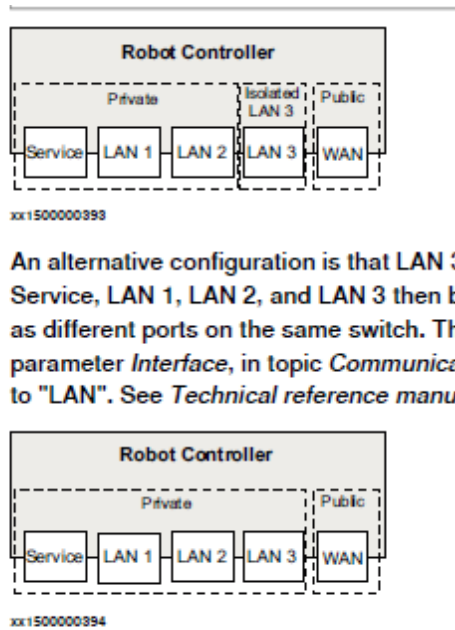 Robot Controller
Private
Isolated
LAN 3
Public
Service
LAN 1
LAN 2
LAN 3
WAN
xx1500000393
An alternative configuration is that LAN
Service, LAN 1, LAN 2, and LAN 3 then
as different ports on the same switch.
parameter Interface, in topic
to "LAN". See Technical reference
Robot Controller
Private
Public
Service
LAN 1
LAN 2
LAN 3
WAN
xx1500000394